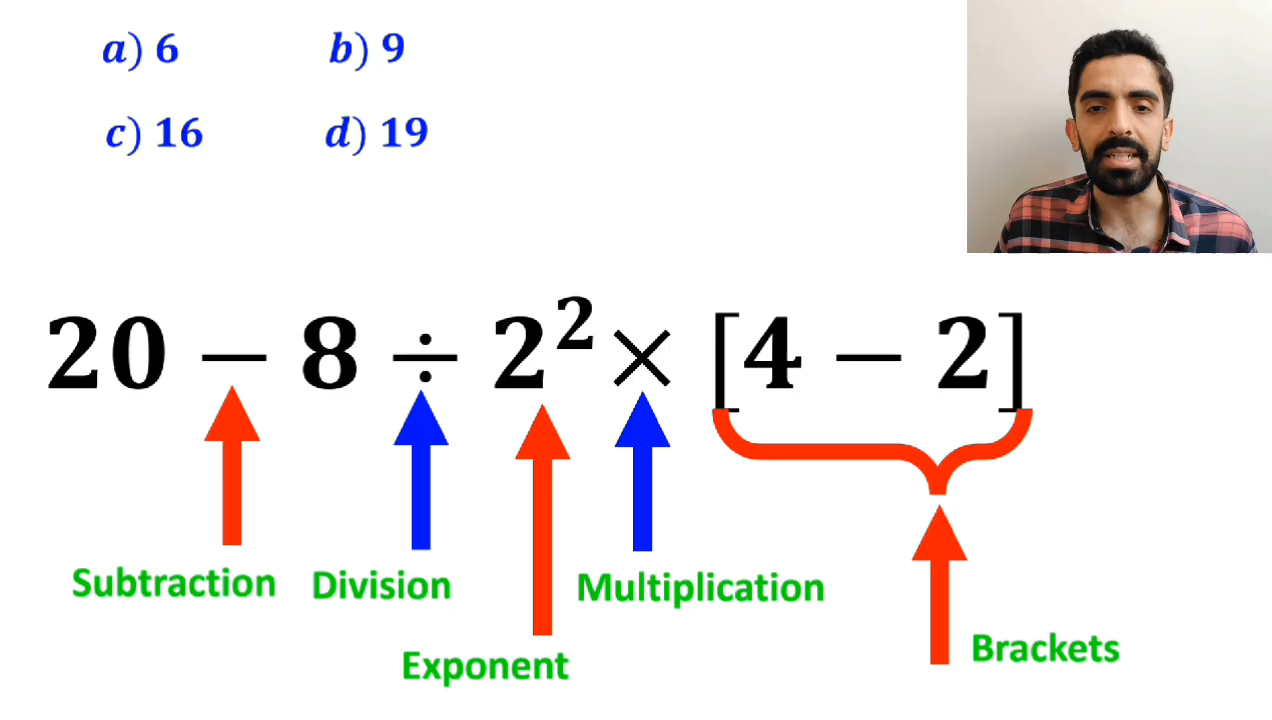 a) 6 b) 9
c) 16 d) 19
20 − 8 ÷ 2² × [4 − 2]
Subtraction Division Multiplication
Exponent Brackets